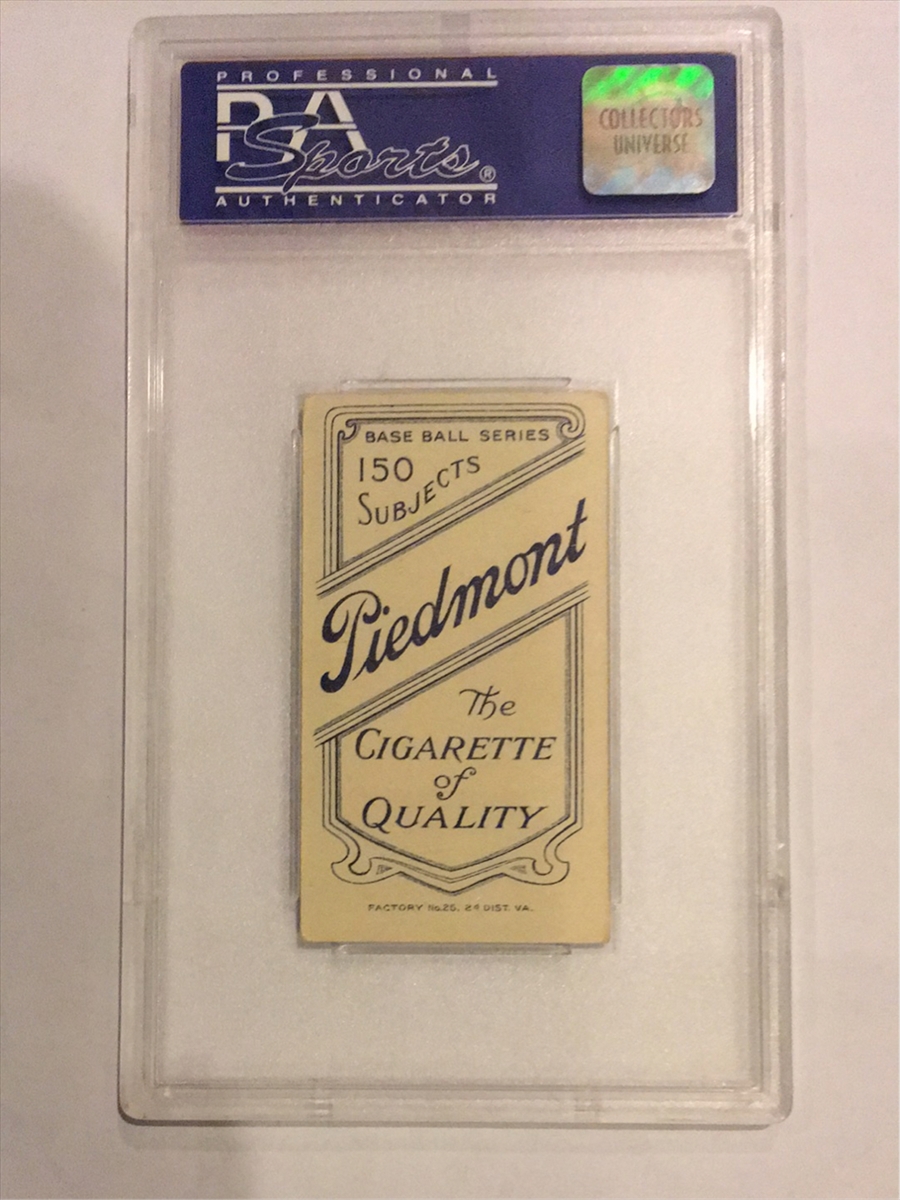 PROFESSIONAL
PSA
Sports®
AUTHENTICATOR
COLLECTORS
UNIVERSE
BASE BALL SERIES
150
SUBJECTS
Piedmont
The
CIGARETTE
of
QUALITY
FACTORY No. 25, 2d DIST. VA.